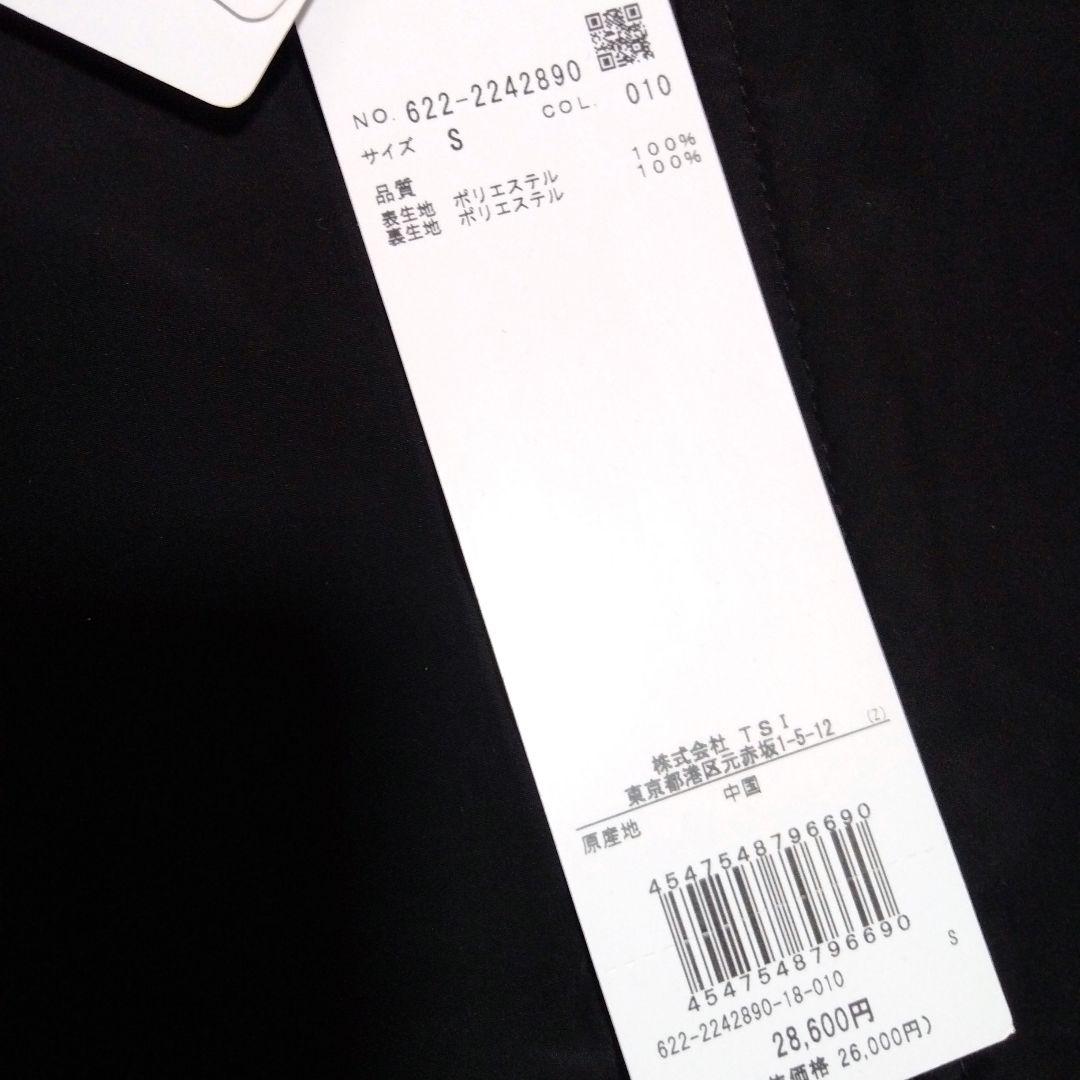 NO. 622-2242890
サイズ S COL. 010
品質
表生地 ポリエステル 100%
裏生地 ポリエステル 100%
株式会社 TSI (Z)
東京都港区元赤坂1-5-12
原産地 中国
4547548796690
4547548796690
S
622-2242890-18-010
28,600円
価格 26,000円)